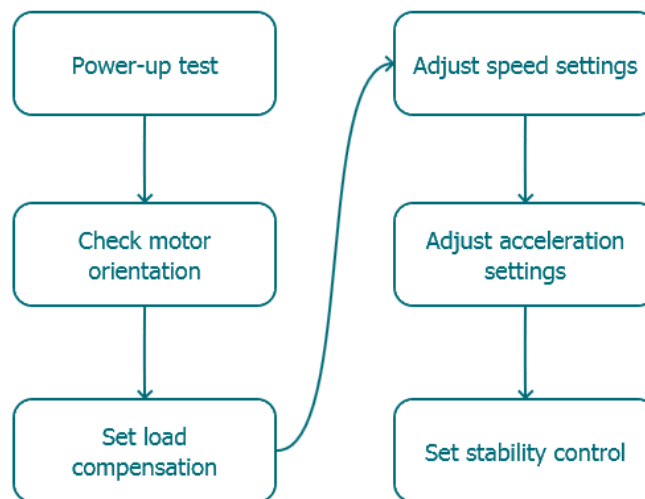 Power-up test
Check motor
orientation
Set load
compensation
Adjust speed settings
Adjust acceleration
settings
Set stability control